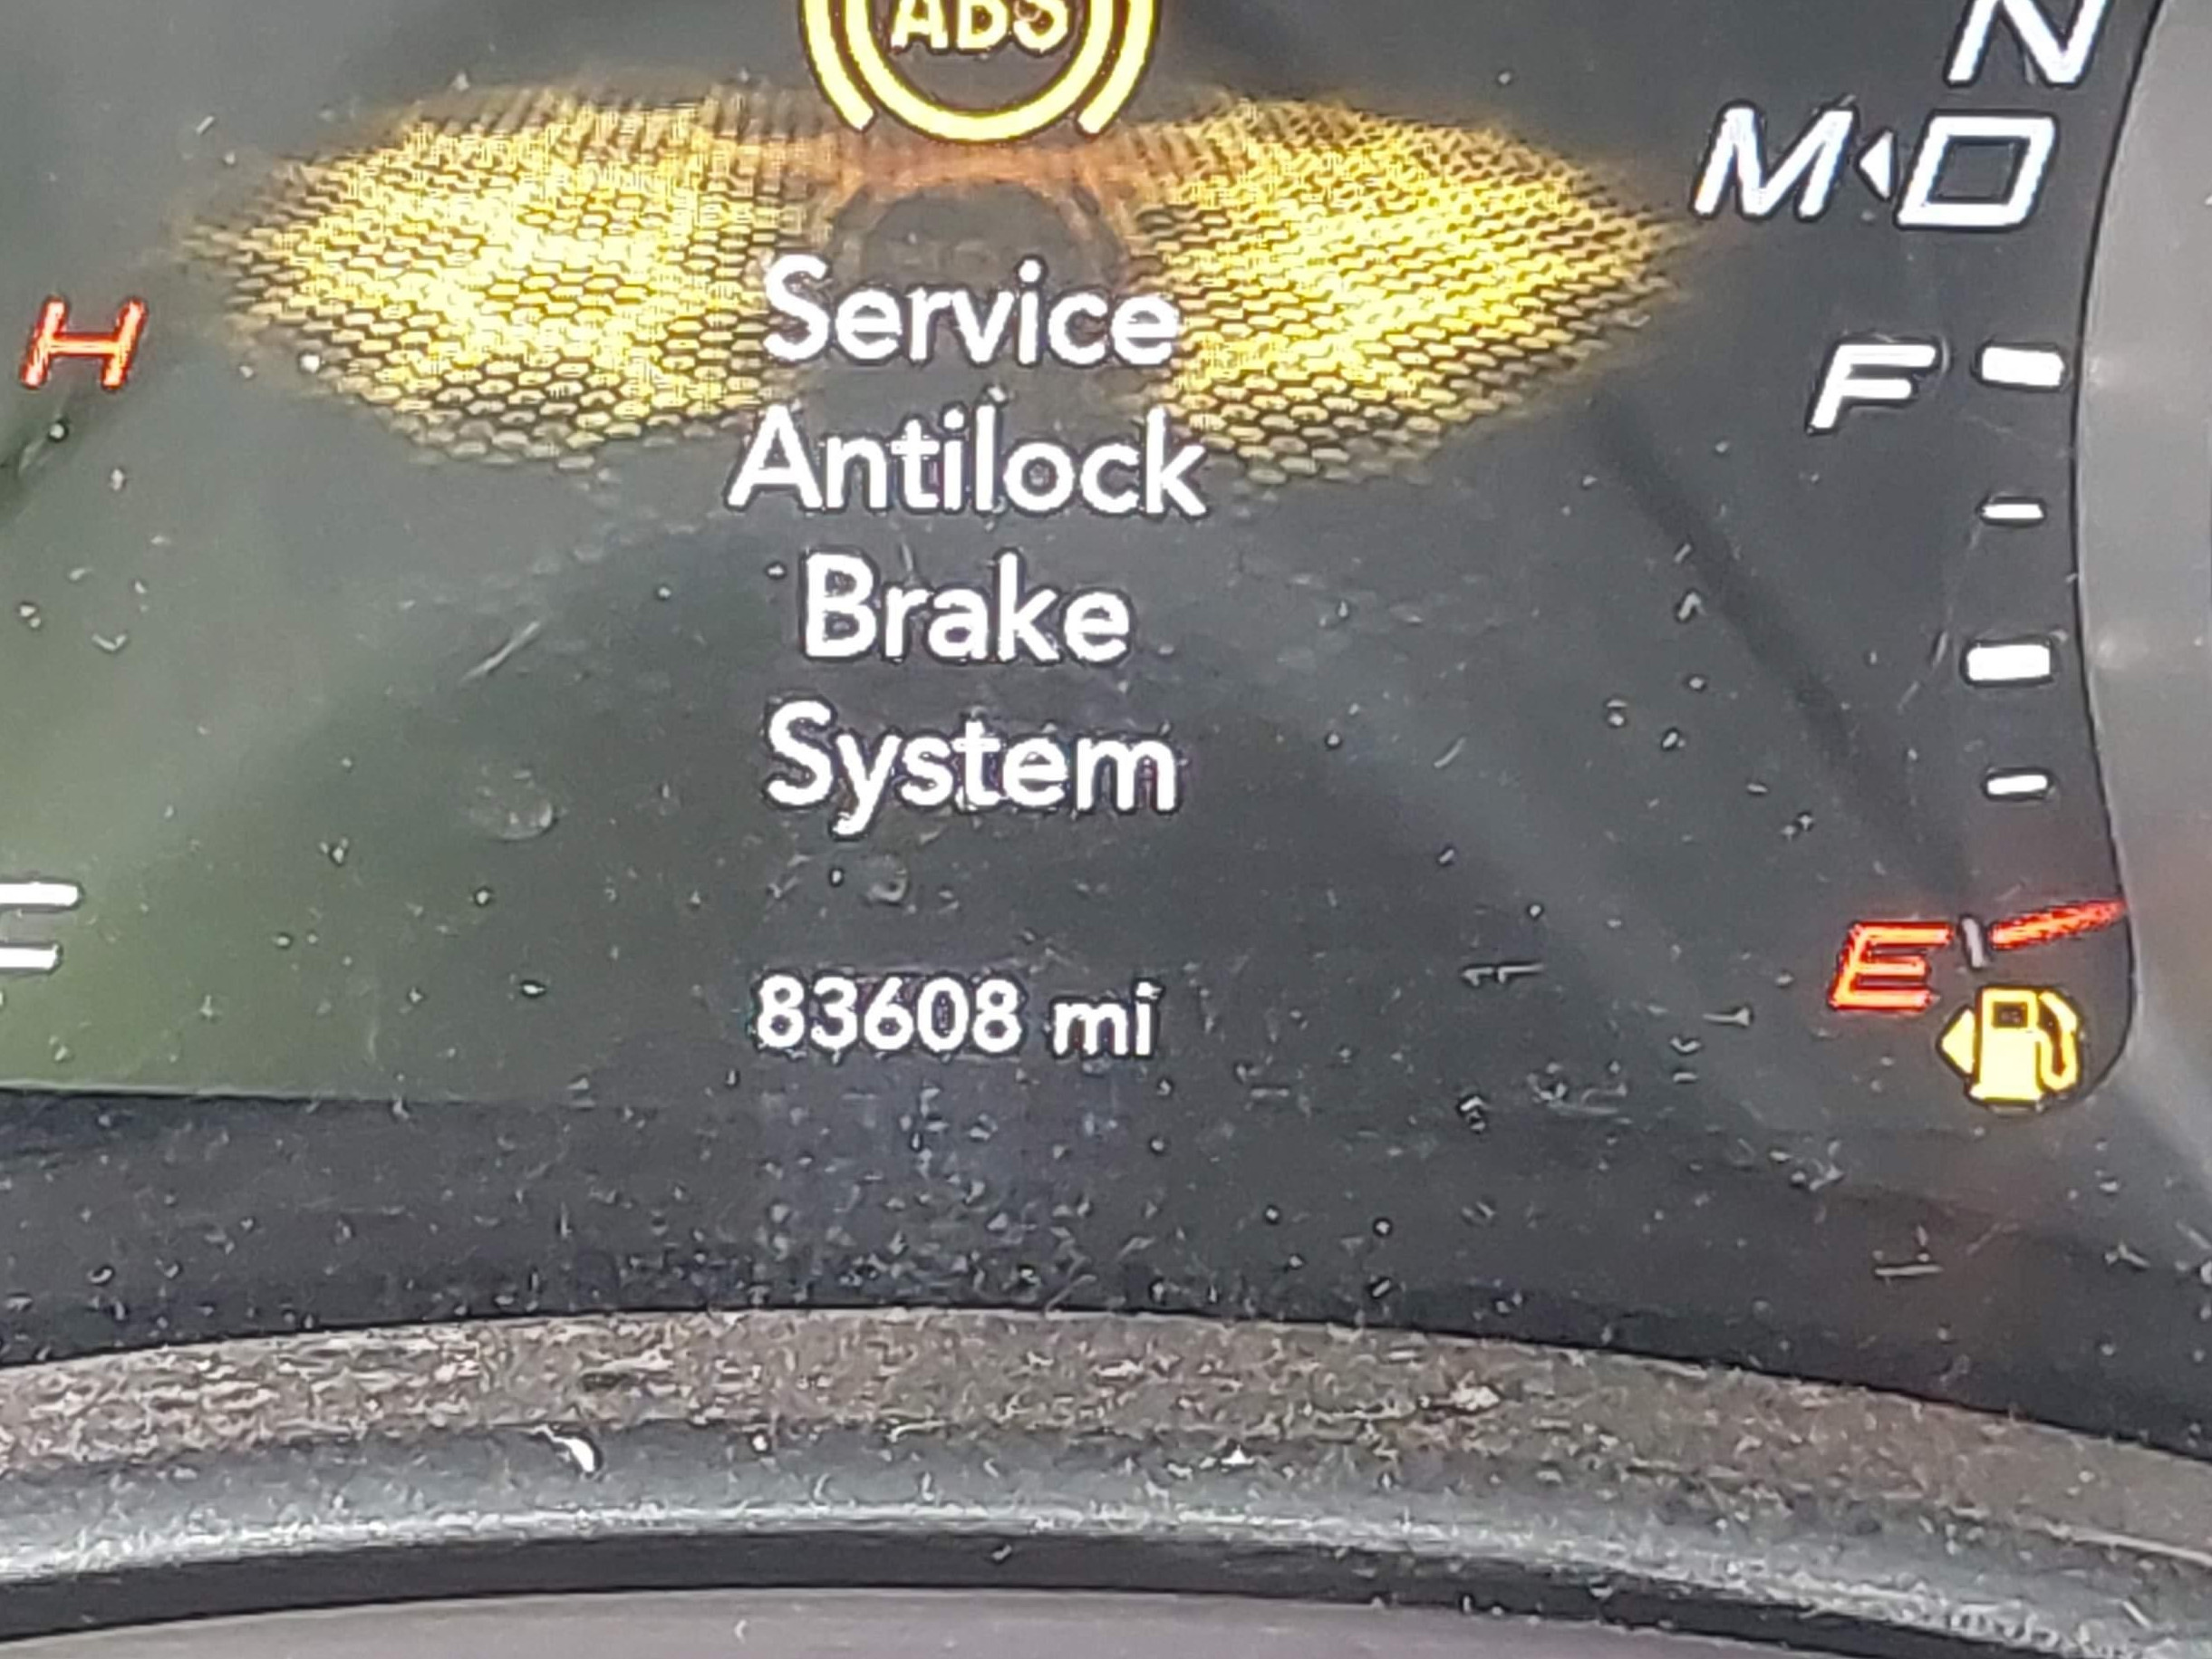 ABS
N
M D
Service
H
F
Antilock
Brake
System
E
83608 mi